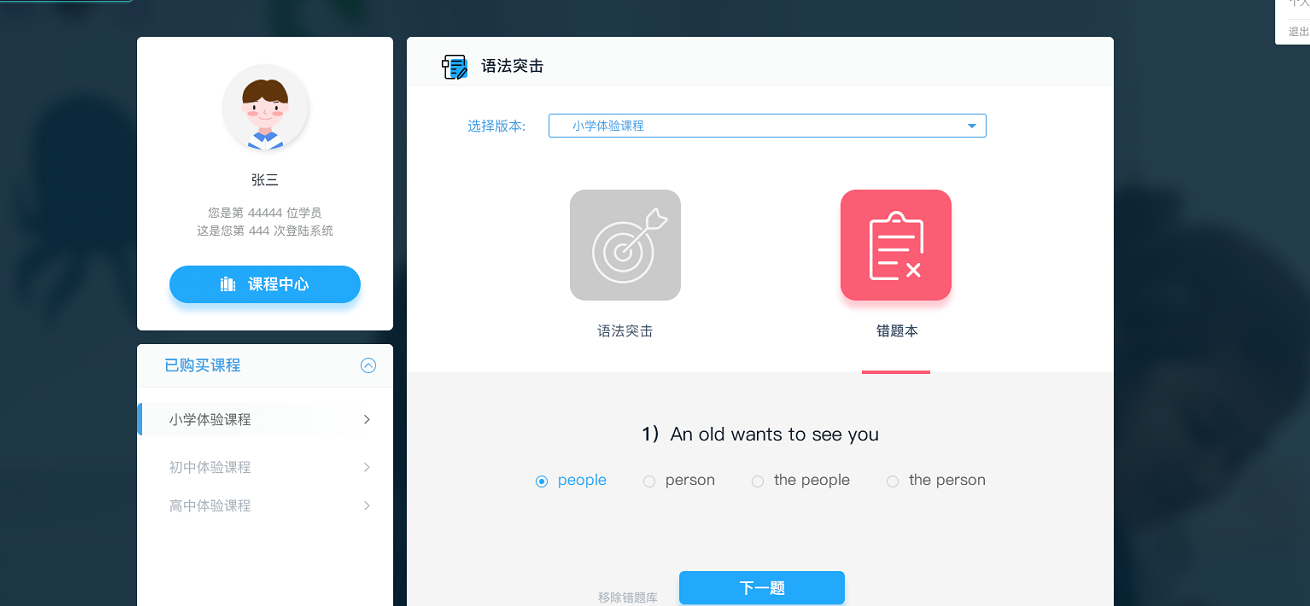 退出
语法突击
选择版本:
小学体验课程
张三
您是第 44444 位学员
这是您第 444 次登陆系统
课程中心
语法突击
错题本
已购买课程
小学体验课程
初中体验课程
高中体验课程
1) An old wants to see you
people
person
the people
the person
移除错题库
下一题